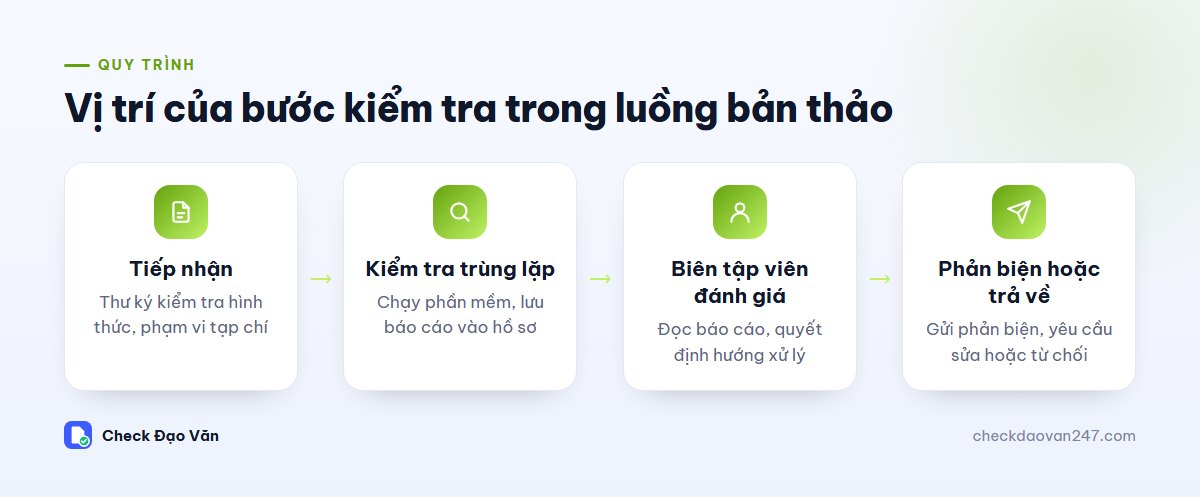 QUY TRÌNH
Vị trí của bước kiểm tra trong luồng bản thảo
Tiếp nhận
Thư ký kiểm tra hình
thức, phạm vi tạp chí
→
Kiểm tra trùng lặp
Chạy phần mềm, lưu
báo cáo vào hồ sơ
→
Biên tập viên
đánh giá
Đọc báo cáo, quyết
định hướng xử lý
→
Phản biện hoặc
trả về
Gửi phản biện, yêu cầu
sửa hoặc từ chối
Check Đạo Văn
checkdaovan247.com